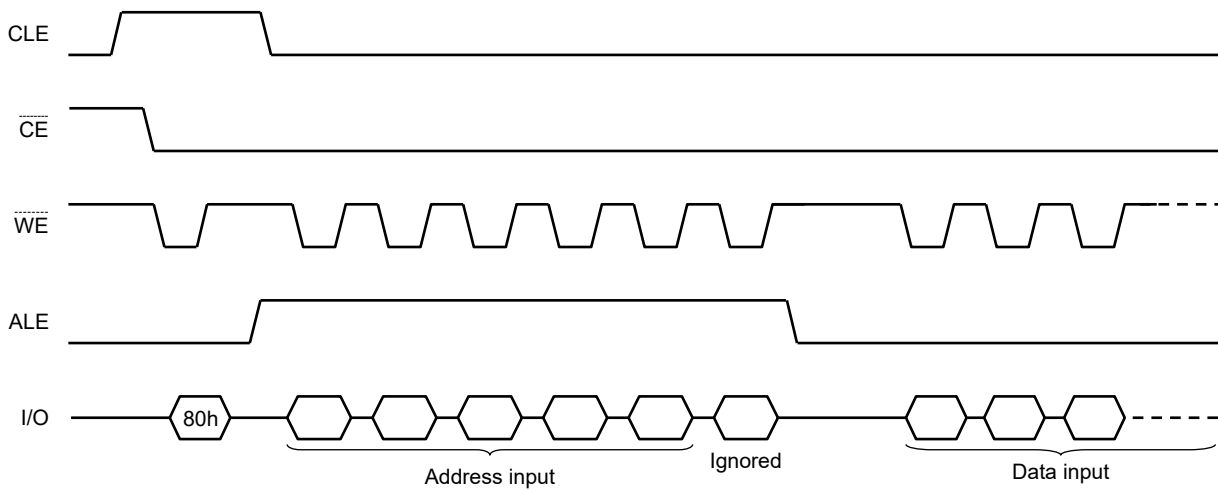 CLE
CE
WE
ALE
I/O
80h
Address input
Ignored
Data input